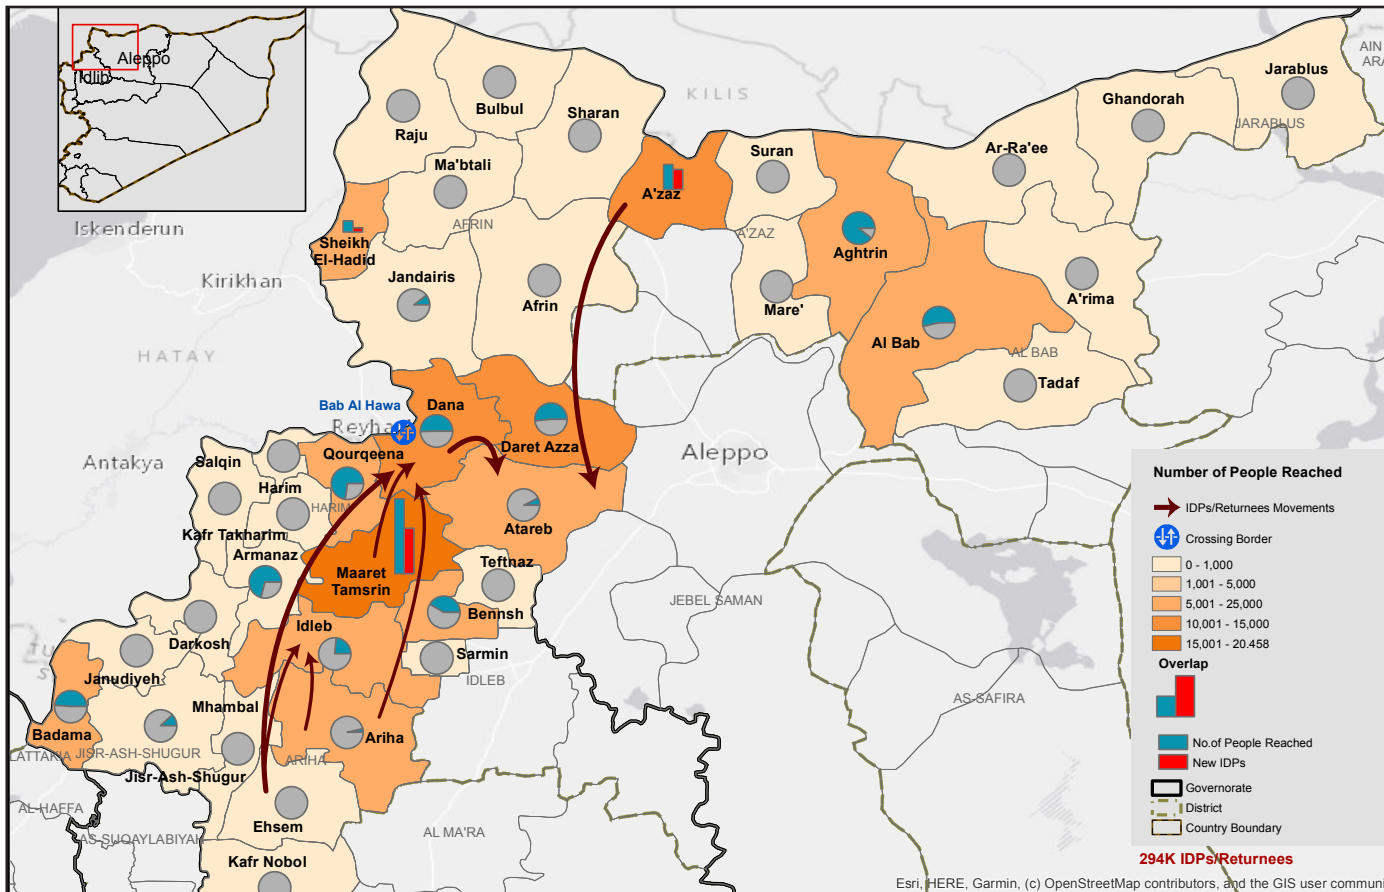 Aleppo
Idlib
KILIS
AIN
ARA
Jarablus
Ghandorah
JARABLUS
Bulbul
Raju
Sharan
Ma'btali
Suran
Ar-Ra'ee
A'zaz
AFRIN
A'ZAZ
Iskenderun
Sheikh
El-Hadid
Aghtrin
Kirikhan
Jandairis
Afrin
Mare'
A'rima
HATAY
Al Bab
AL BAB
Tadaf
Bab Al Hawa
Dana
Reyha
Daret Azza
Aleppo
Antakya
Salqin
Qourqeena
Harim
HARIM
Atareb
Kafr Takharim
Armanaz
Maaret
Tamsrin
Teftnaz
Bennsh
JEBEL SAMAN
Idleb
Darkosh
Sarmin
IDLEB
Janudiyeh
Mhambal
AS-SAFIRA
Badama
Ariha
LATTAKIA
JISR-ASH-SHUGUR
ARIHA
Jisr-Ash-Shugur
AL-HAFFA
Ehsem
AL MA'RA
AS-SUQAYLABIYAH
Kafr Nobol
Number of People Reached
IDPs/Returnees Movements
Crossing Border
0 - 1,000
1,001 - 5,000
5,001 - 25,000
10,001 - 15,000
15,001 - 20.458
Overlap
No.of People Reached
New IDPs
Governorate
District
Country Boundary
294K IDPs/Returnees
Esri, HERE, Garmin, (c) OpenStreetMap contributors, and the GIS user communi